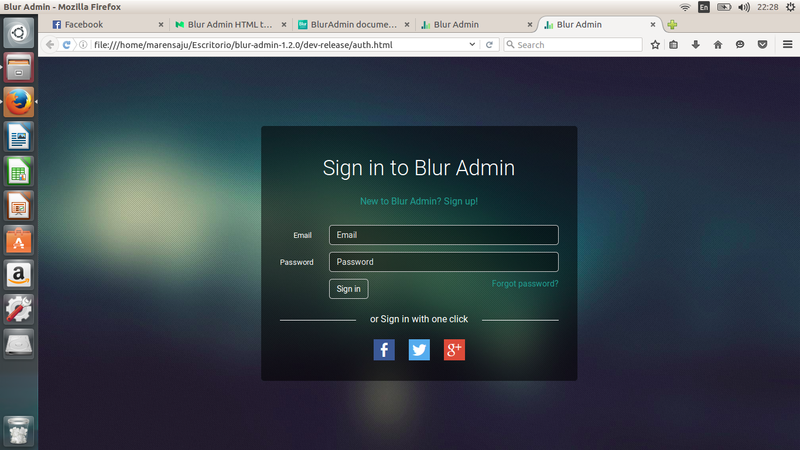 Blur Admin - Mozilla Firefox
En
22:28
Facebook
Blur Admin HTML t...
BlurAdmin docume...
Blur Admin
Blur Admin
file:///home/marensaju/Escritorio/blur-admin-1.2.0/dev-release/auth.html
Search
Sign in to Blur Admin
New to Blur Admin? Sign up!
Email
Email
Password
Password
Sign in
Forgot password?
or Sign in with one click